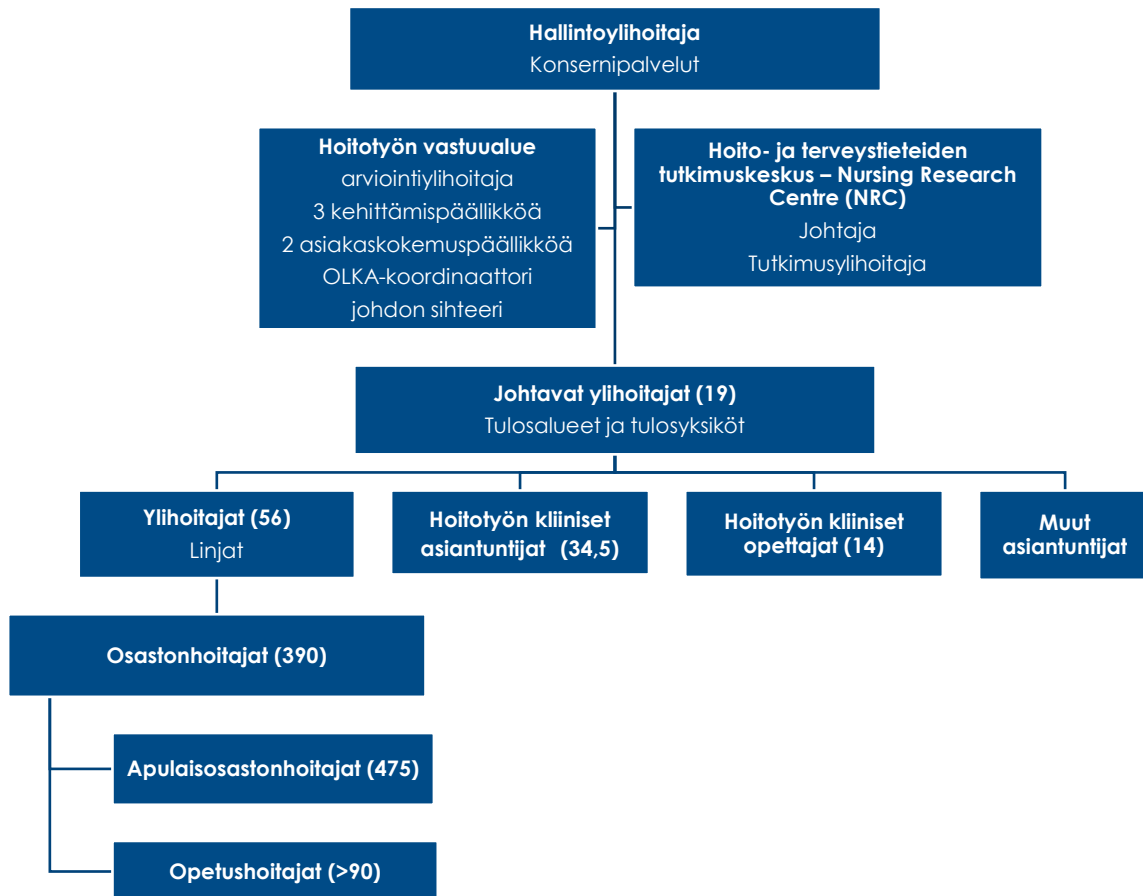 Hallintoylihoitaja
Konsernipalvelut
Hoitotyön vastuualue
arviointiylihoitaja
3 kehittämispäällikköä
2 asiakaskokemuspäällikköä
OLKA-koordinaattori
johdon sihteeri
Hoito- ja terveystieteiden
tutkimuskeskus – Nursing Research
Centre (NRC)
Johtaja
Tutkimusylihoitaja
Johtavat ylihoitajat (19)
Tulosalueet ja tulosyksiköt
Ylihoitajat (56)
Linjat
Hoitotyön kliiniset
asiantuntijat (34,5)
Hoitotyön kliiniset
opettajat (14)
Muut
asiantuntijat
Osastonhoitajat (390)
Apulaisosastonhoitajat (475)
Opetushoitajat (>90)